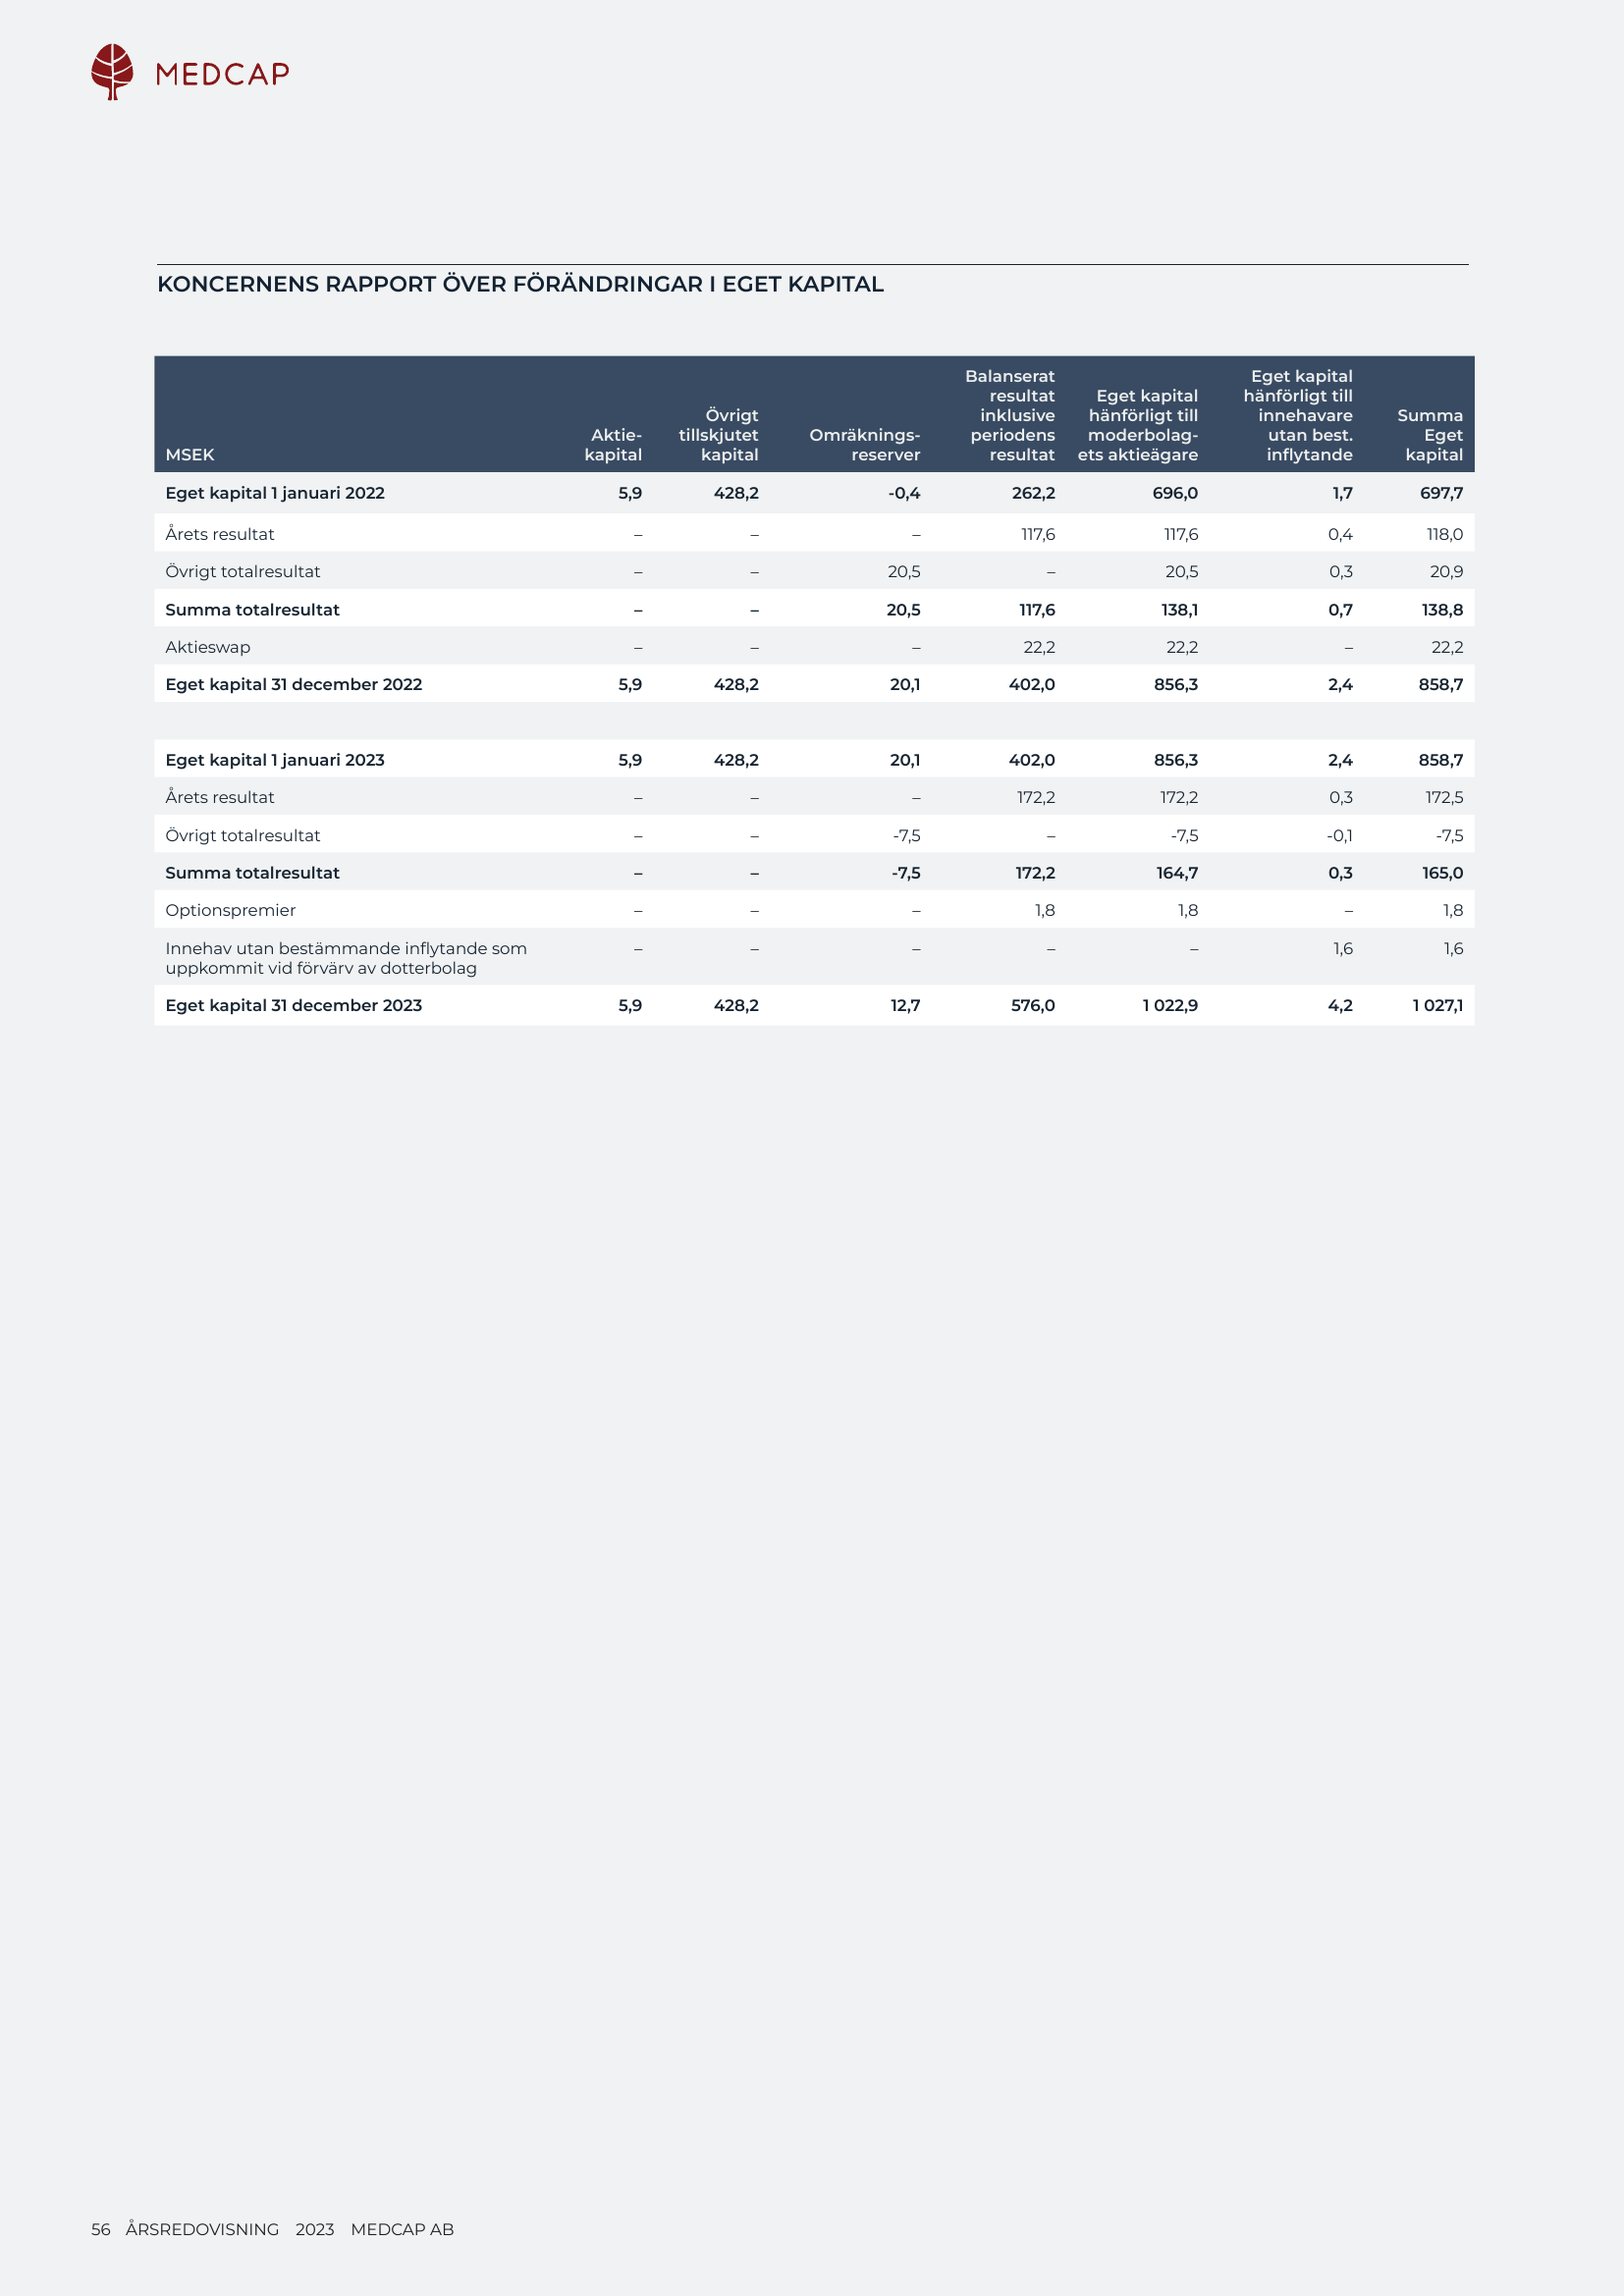 MEDCAP
KONCERNENS RAPPORT ÖVER FÖRÄNDRINGAR I EGET KAPITAL
MSEK Aktie-kapital Övrigt tillskjutet kapital Omräknings-reserver Balanserat resultat inklusive periodens resultat Eget kapital hänförligt till moderbolag-ets aktieägare Eget kapital hänförligt till innehavare utan best. inflytande Summa Eget kapital
Eget kapital 1 januari 2022 5,9 428,2 -0,4 262,2 696,0 1,7 697,7
Årets resultat – – – 117,6 117,6 0,4 118,0
Övrigt totalresultat – – 20,5 – 20,5 0,3 20,9
Summa totalresultat – – 20,5 117,6 138,1 0,7 138,8
Aktieswap – – – 22,2 22,2 – 22,2
Eget kapital 31 december 2022 5,9 428,2 20,1 402,0 856,3 2,4 858,7
Eget kapital 1 januari 2023 5,9 428,2 20,1 402,0 856,3 2,4 858,7
Årets resultat – – – 172,2 172,2 0,3 172,5
Övrigt totalresultat – – -7,5 – -7,5 -0,1 -7,5
Summa totalresultat – – -7,5 172,2 164,7 0,3 165,0
Optionspremier – – – 1,8 1,8 – 1,8
Innehav utan bestämmande inflytande som – – – – – 1,6 1,6
uppkommit vid förvärv av dotterbolag
Eget kapital 31 december 2023 5,9 428,2 12,7 576,0 1 022,9 4,2 1 027,1
56 ÅRSREDOVISNING 2023 MEDCAP AB